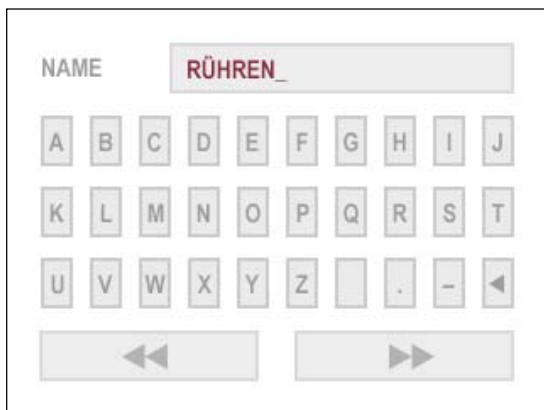 NAME RÜHREN_
A B C D E F G H I J
K L M N O P Q R S T
U V W X Y Z . – ◀
◀◀ ▶▶